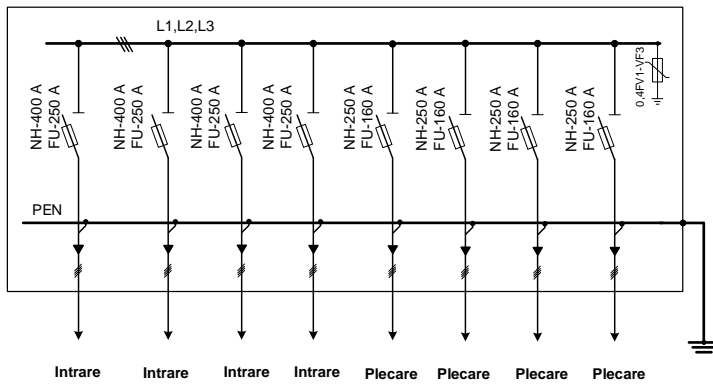 L1,L2,L3
NH-400 A
FU-250 A
NH-400 A
FU-250 A
NH-400 A
FU-250 A
NH-400 A
FU-250 A
NH-250 A
FU-160 A
NH-250 A
FU-160 A
NH-250 A
FU-160 A
NH-250 A
FU-160 A
0,4FV1-VF3
PEN
Intrare
Intrare
Intrare
Intrare
Plecare
Plecare
Plecare
Plecare